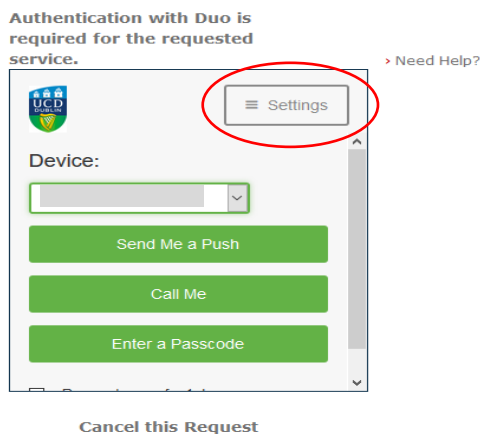 Authentication with Duo is
required for the requested
service.
› Need Help?
UCD
DUBLIN
≡ Settings
Device:
Send Me a Push
Call Me
Enter a Passcode
Cancel this Request